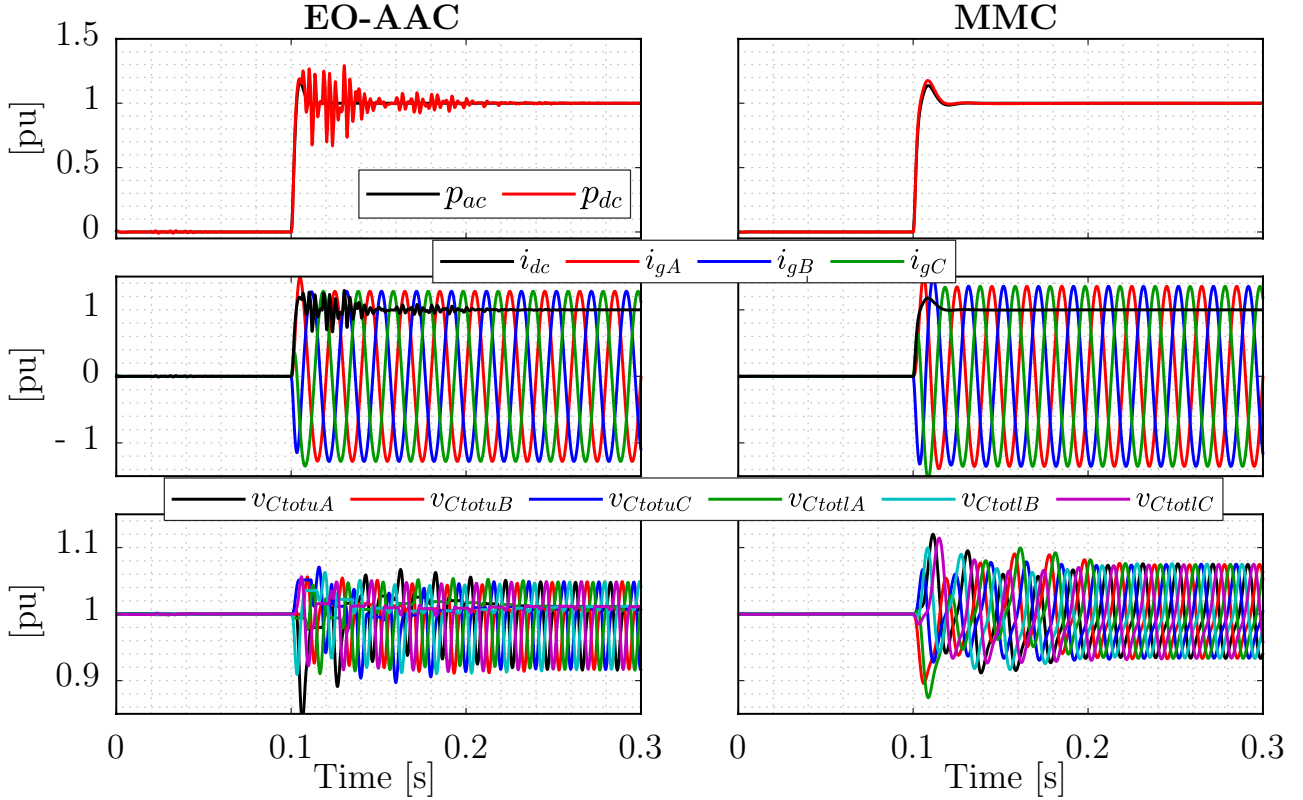 EO-AAC
MMC
1.5
1
0.5
0
[pu]
p_ac p_dc
i_dc i_gA i_gB i_gC
1
0
- 1
[pu]
v_CtotuA v_CtotuB v_CtotuC v_CtotlA v_CtotlB v_CtotlC
1.1
1
0.9
[pu]
0 0.1 0.2 0.3
0 0.1 0.2 0.3
Time [s]
Time [s]